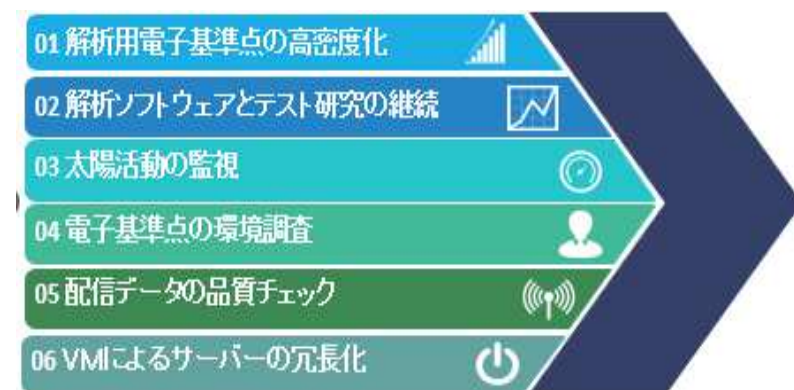 01 解析用電子基準点の高密度化
02 解析ソフトウェアとテスト研究の継続
03 太陽活動の監視
04 電子基準点の環境調査
05 配信データの品質チェック
06 VMによるサーバーの冗長化